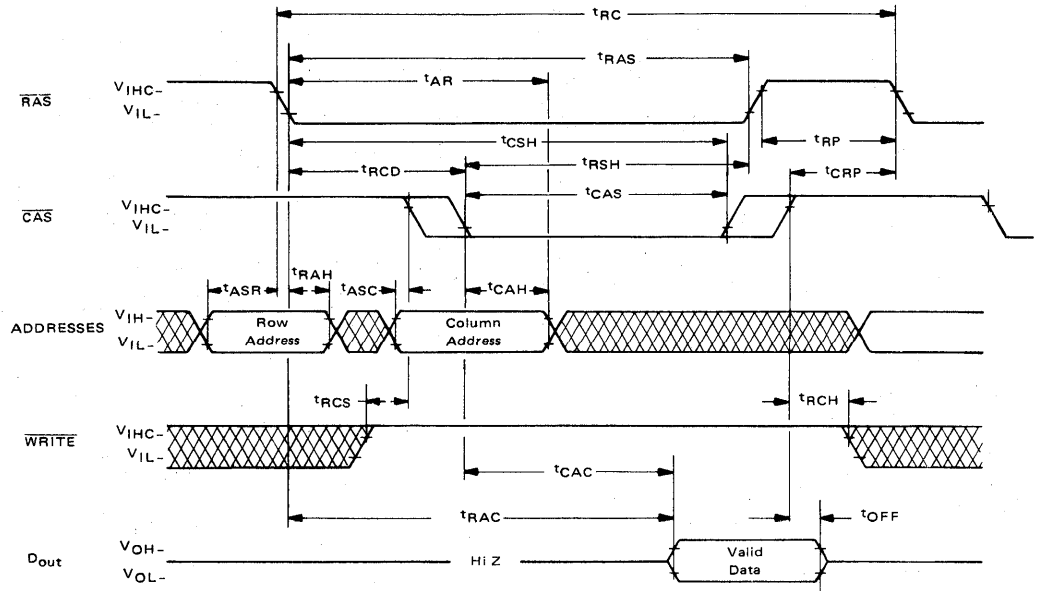 tRC
tRAS
tAR
RAS
VIHC-
VIL-
tCSH
tRP
tRCD
tRSH
tCRP
tCAS
CAS
VIHC-
VIL-
tASR
tRAH
tASC
tCAH
ADDRESSES
VIH-
VIL-
Row
Address
Column
Address
tRCS
tRCH
WRITE
VIHC-
VIL-
tCAC
tRAC
tOFF
Dout
VOH-
VOL-
Hi Z
Valid
Data